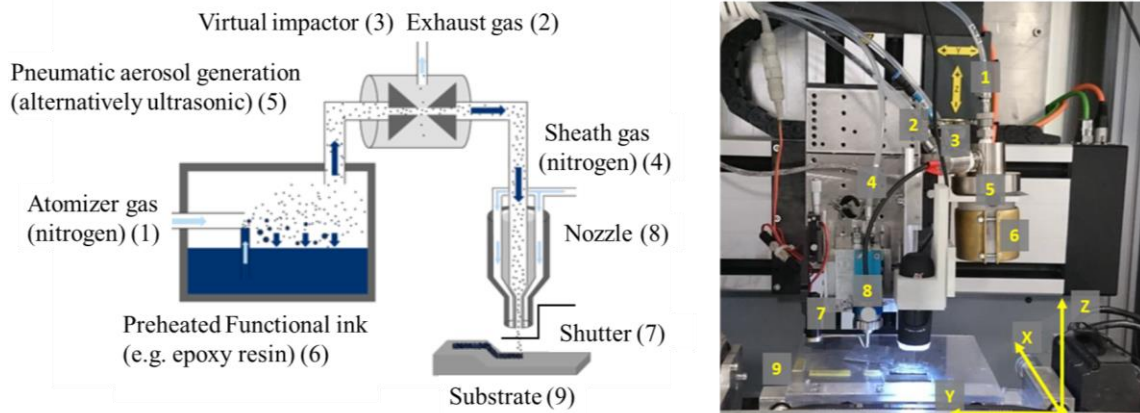 Virtual impactor (3) Exhaust gas (2)
Pneumatic aerosol generation
(alternatively ultrasonic) (5)
Sheath gas
(nitrogen) (4)
Atomizer gas
(nitrogen) (1)
Nozzle (8)
Preheated Functional ink
(e.g. epoxy resin) (6)
Shutter (7)
Substrate (9)
Y
Z
1
2
3
4
5
6
7
8
9
X
Z
Y